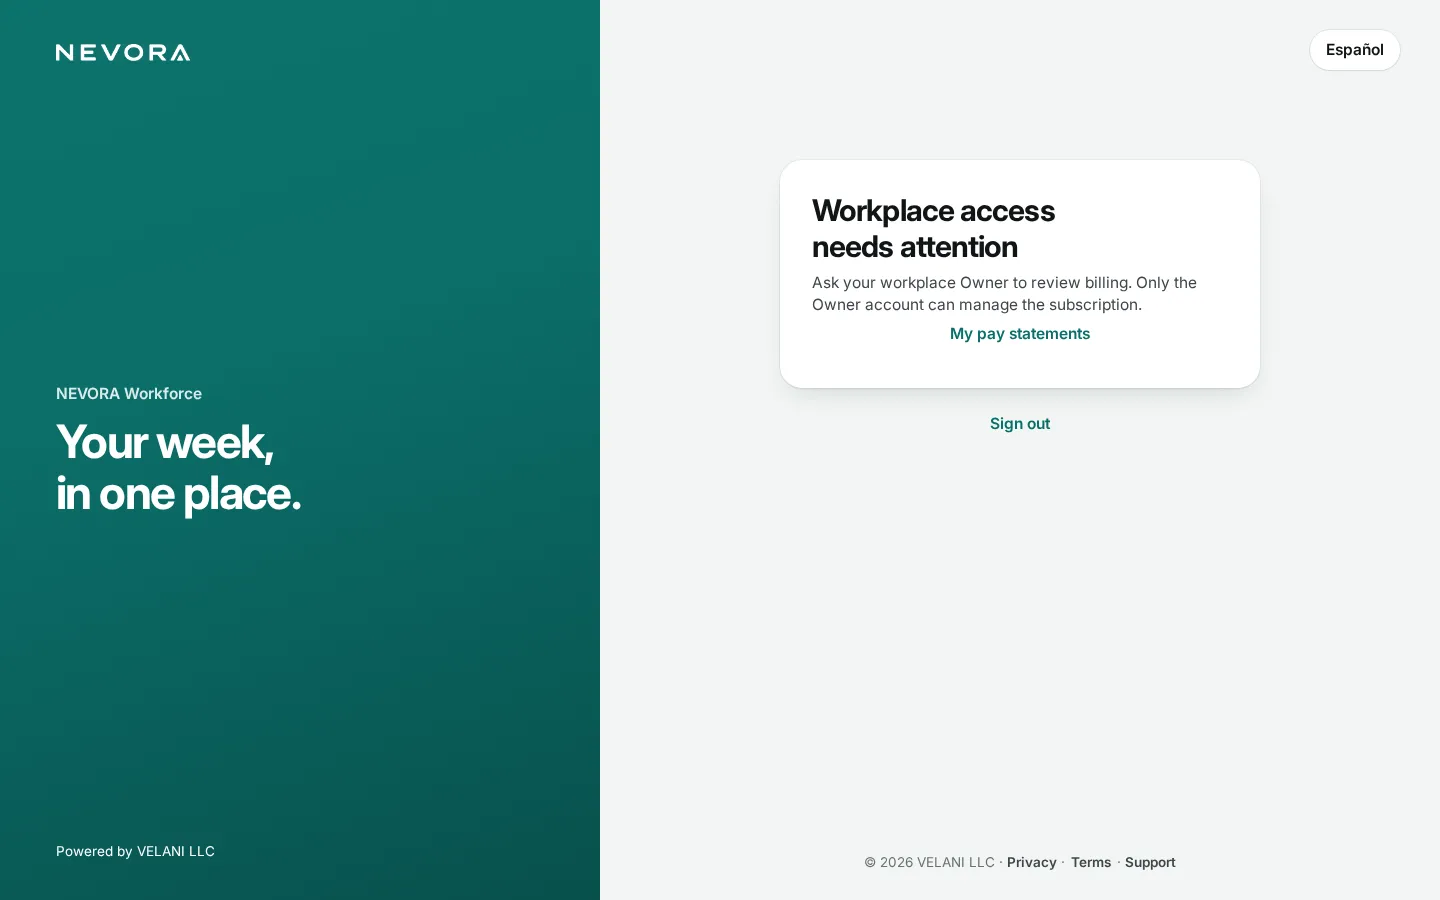 NEVORA
NEVORA Workforce
Your week,
in one place.
Powered by VELANI LLC
Español
Workplace access
needs attention
Ask your workplace Owner to review billing. Only the
Owner account can manage the subscription.
My pay statements
Sign out
© 2026 VELANI LLC · Privacy · Terms · Support